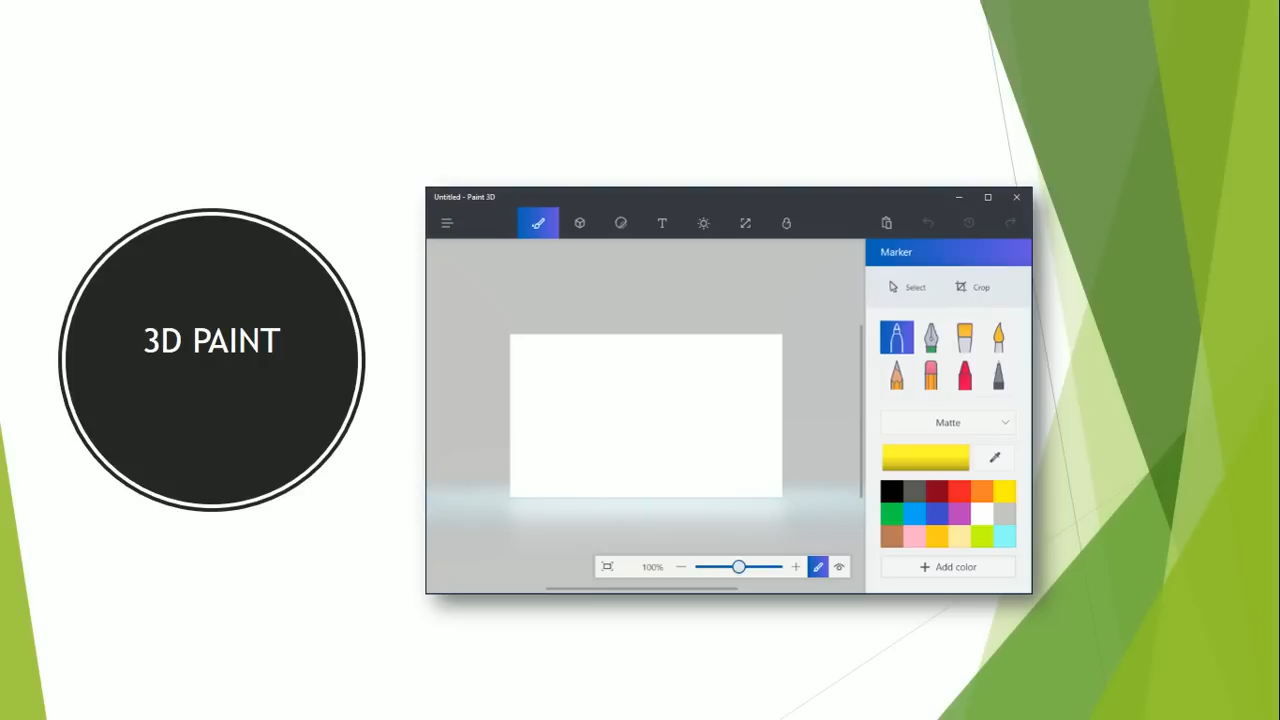 3D PAINT
Untitled - Paint 3D
T
Marker
Select
Crop
Matte
100%
Add color